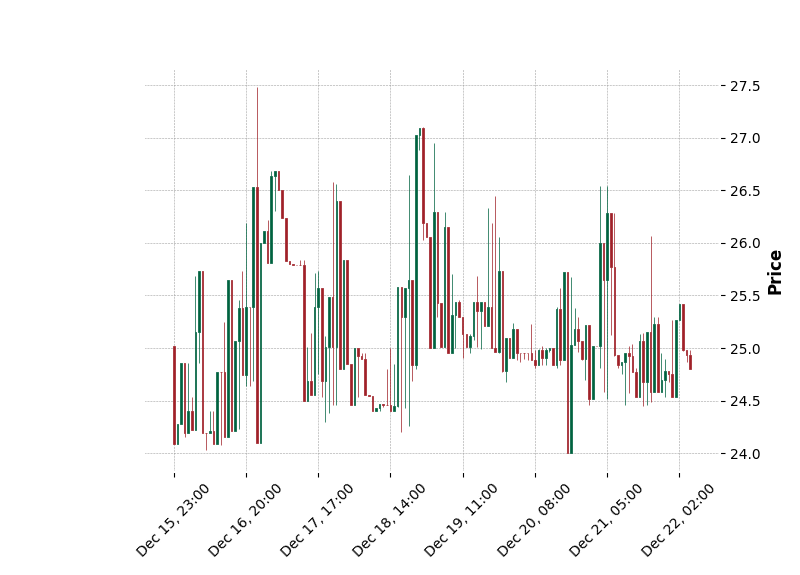 27.5
27.0
26.5
26.0
25.5
25.0
24.5
24.0
Price
Dec 15, 23:00
Dec 16, 20:00
Dec 17, 17:00
Dec 18, 14:00
Dec 19, 11:00
Dec 20, 08:00
Dec 21, 05:00
Dec 22, 02:00